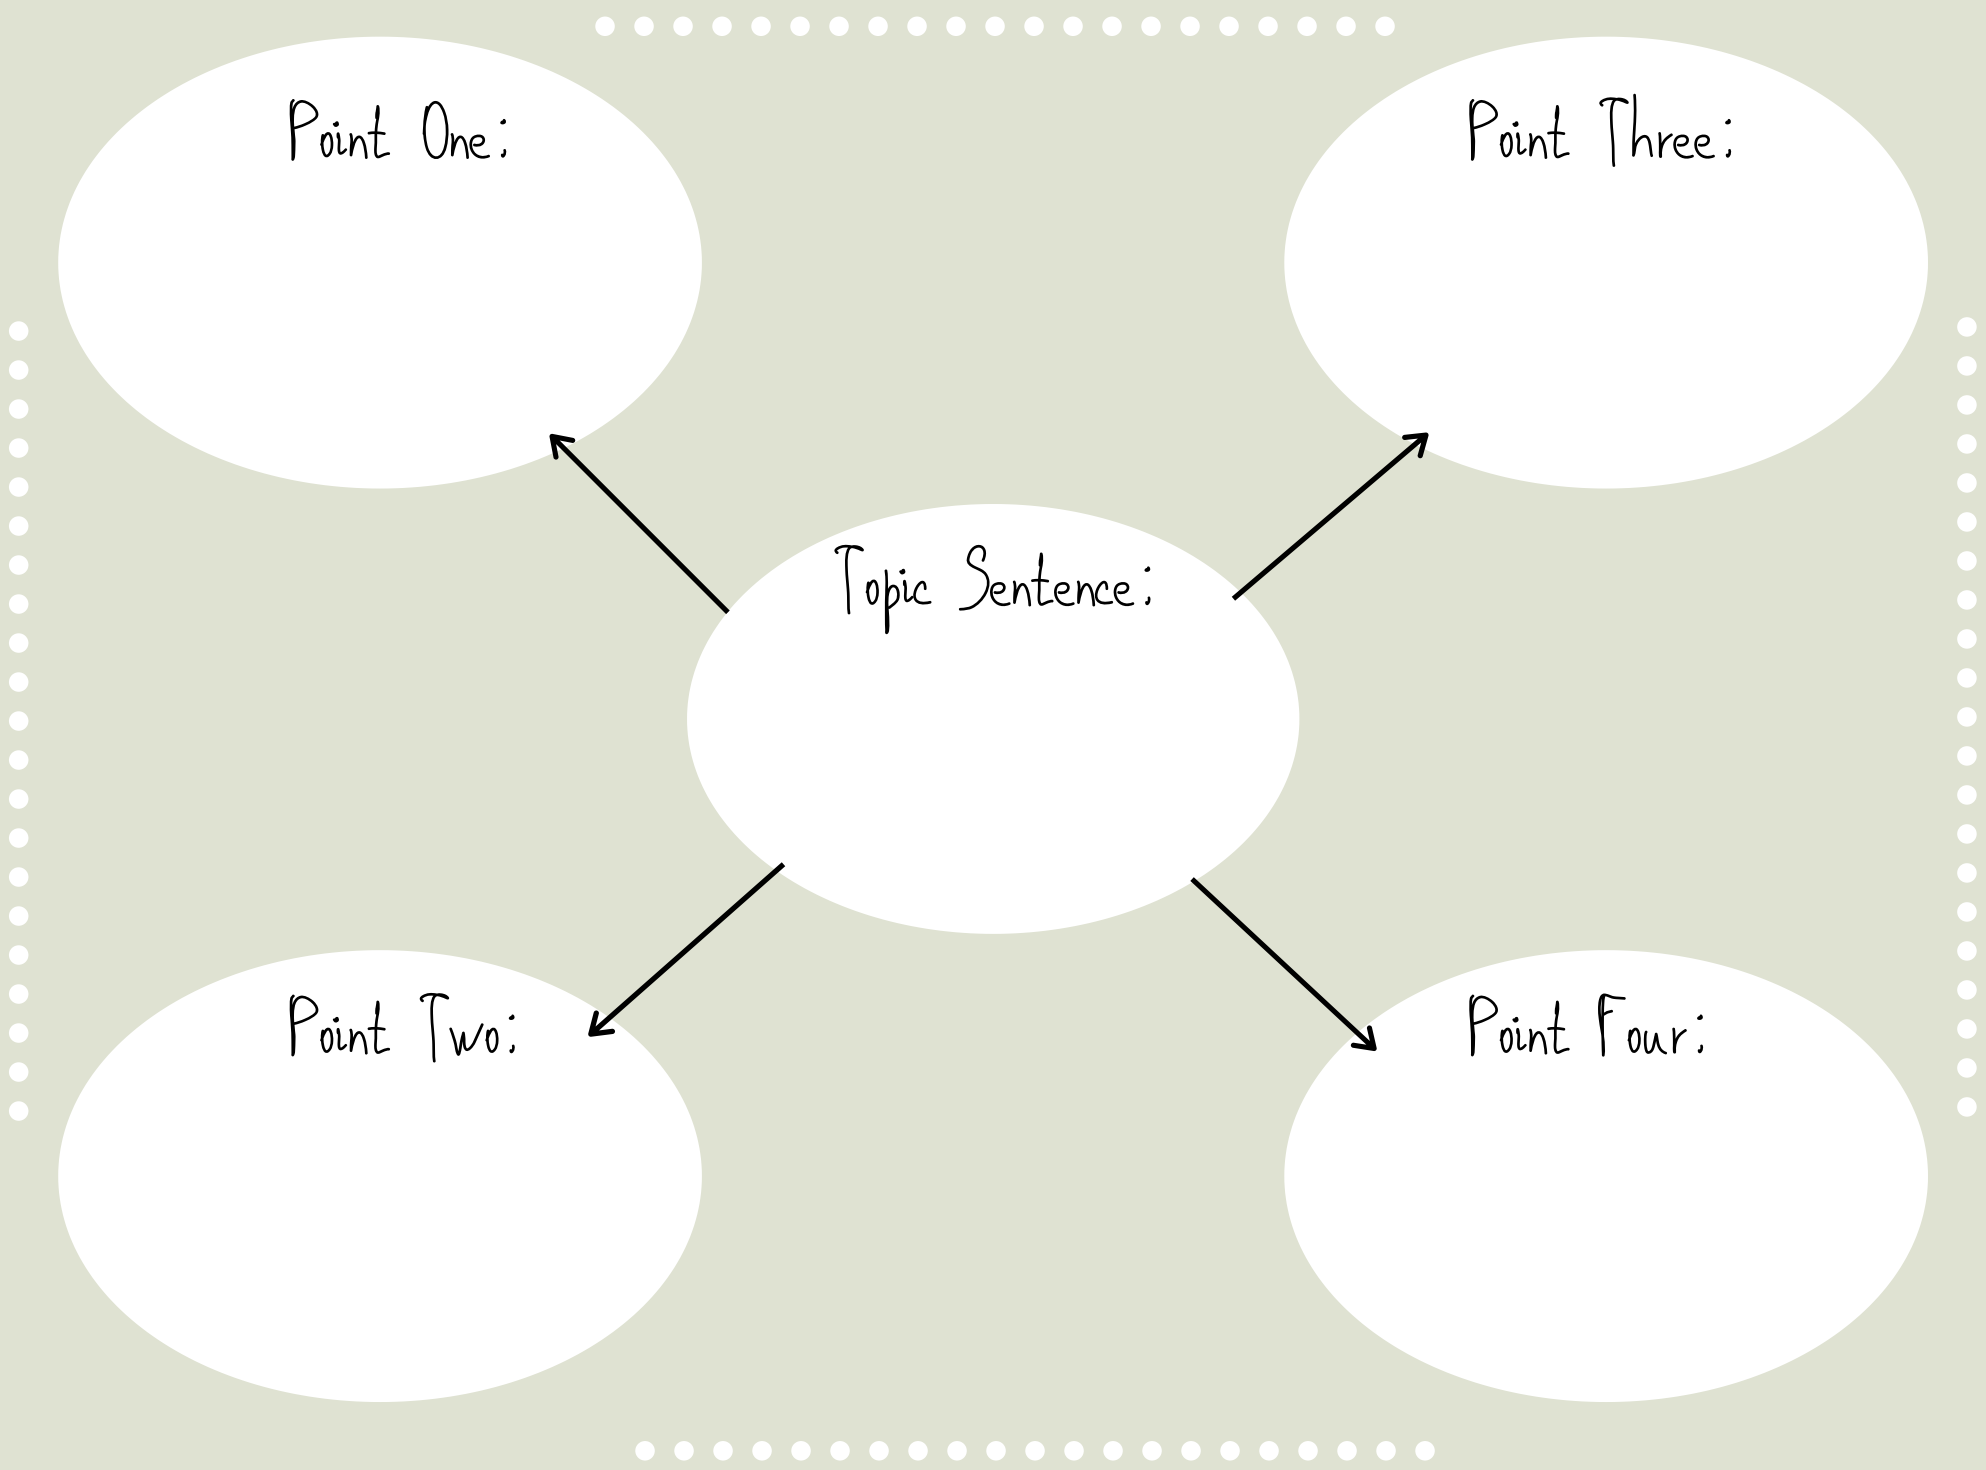 Point One:
Point Three:
Topic Sentence:
Point Two:
Point Four: